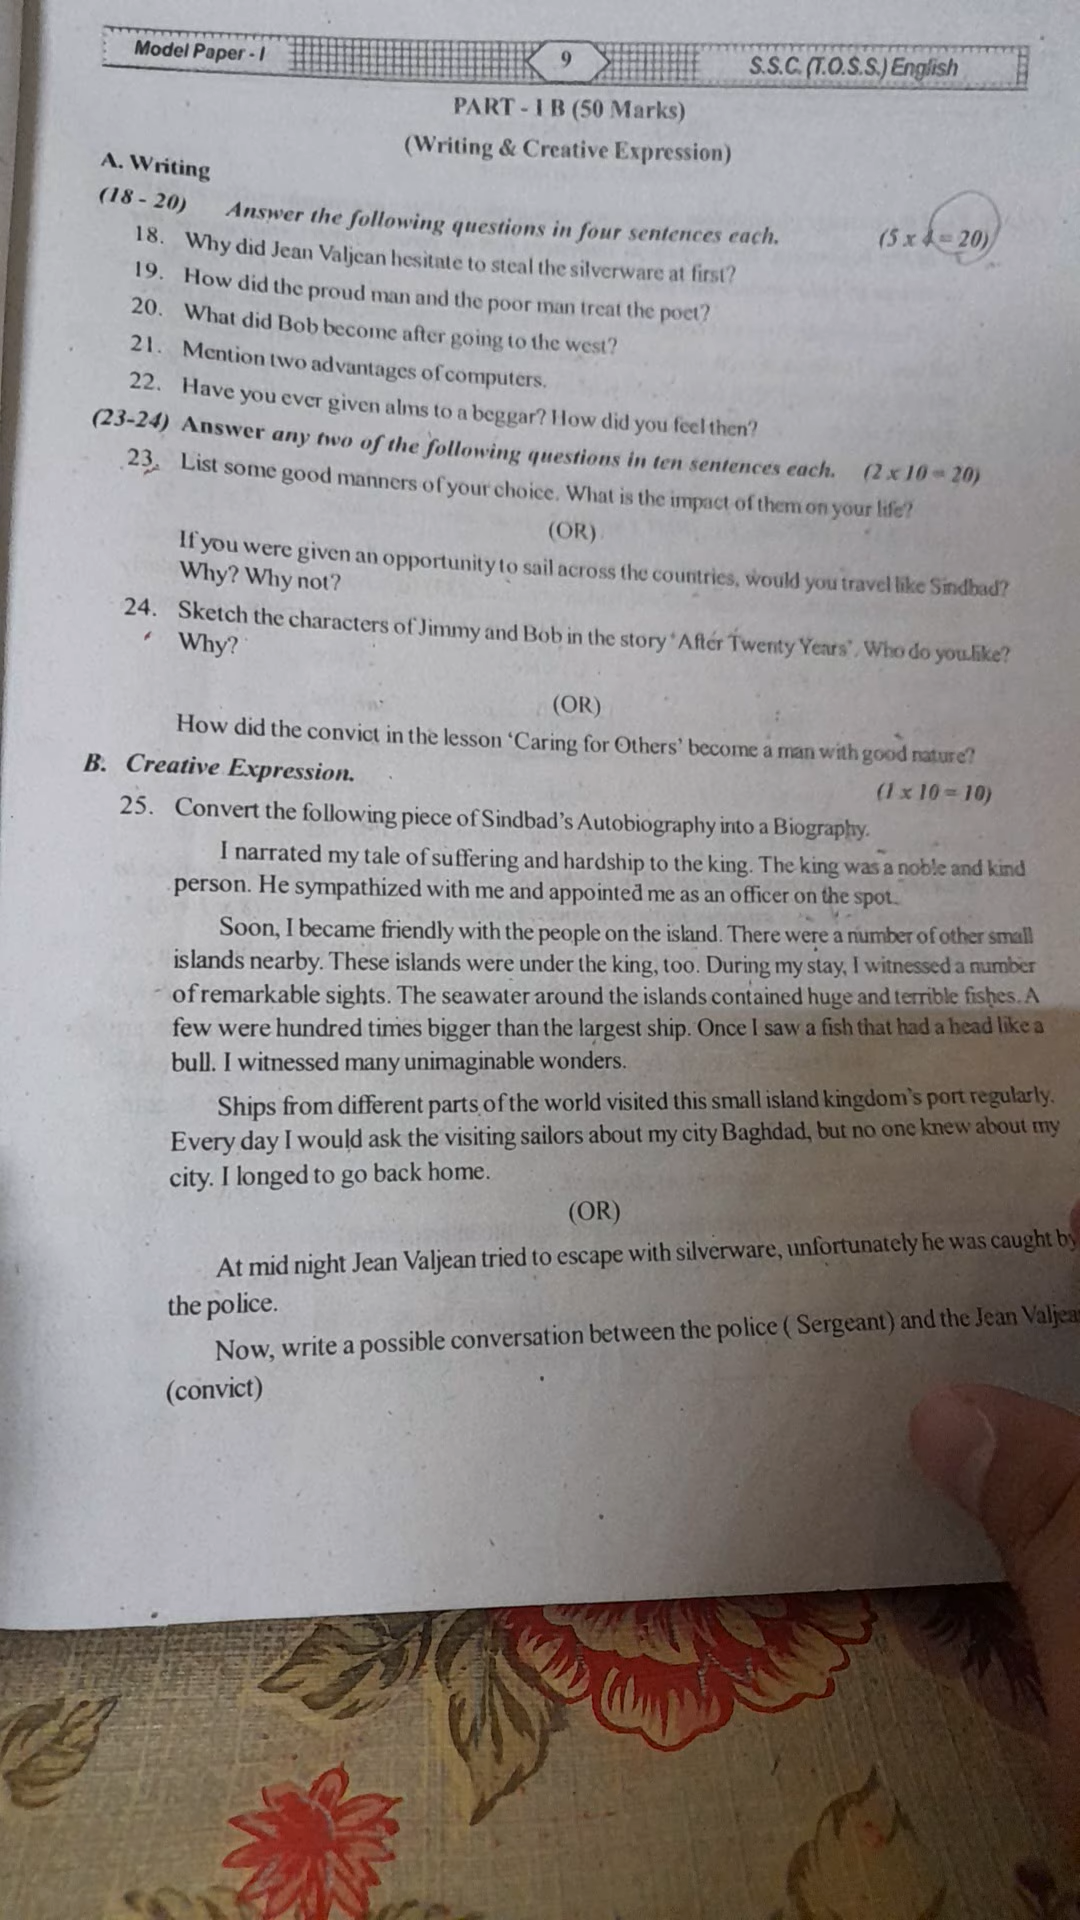 Model Paper - I
9
S.S.C. (T.O.S.S.) English
PART - I B (50 Marks)
(Writing & Creative Expression)
A. Writing
(18 - 20) Answer the following questions in four sentences each. (5 x 4 = 20)
18. Why did Jean Valjean hesitate to steal the silverware at first?
19. How did the proud man and the poor man treat the poet?
20. What did Bob become after going to the west?
21. Mention two advantages of computers.
22. Have you ever given alms to a beggar? How did you feel then?
(23-24) Answer any two of the following questions in ten sentences each. (2 x 10 = 20)
23. List some good manners of your choice. What is the impact of them on your life?
(OR)
If you were given an opportunity to sail across the countries, would you travel like Sindbad?
Why? Why not?
24. Sketch the characters of Jimmy and Bob in the story 'After Twenty Years'. Who do you like?
Why?
(OR)
How did the convict in the lesson 'Caring for Others' become a man with good nature?
B. Creative Expression.
(1 x 10 = 10)
25. Convert the following piece of Sindbad's Autobiography into a Biography.
I narrated my tale of suffering and hardship to the king. The king was a noble and kind
person. He sympathized with me and appointed me as an officer on the spot.
Soon, I became friendly with the people on the island. There were a number of other small
islands nearby. These islands were under the king, too. During my stay, I witnessed a number
of remarkable sights. The seawater around the islands contained huge and terrible fishes. A
few were hundred times bigger than the largest ship. Once I saw a fish that had a head like a
bull. I witnessed many unimaginable wonders.
Ships from different parts of the world visited this small island kingdom's port regularly.
Every day I would ask the visiting sailors about my city Baghdad, but no one knew about my
city. I longed to go back home.
(OR)
At mid night Jean Valjean tried to escape with silverware, unfortunately he was caught by
the police.
Now, write a possible conversation between the police ( Sergeant) and the Jean
(convict)